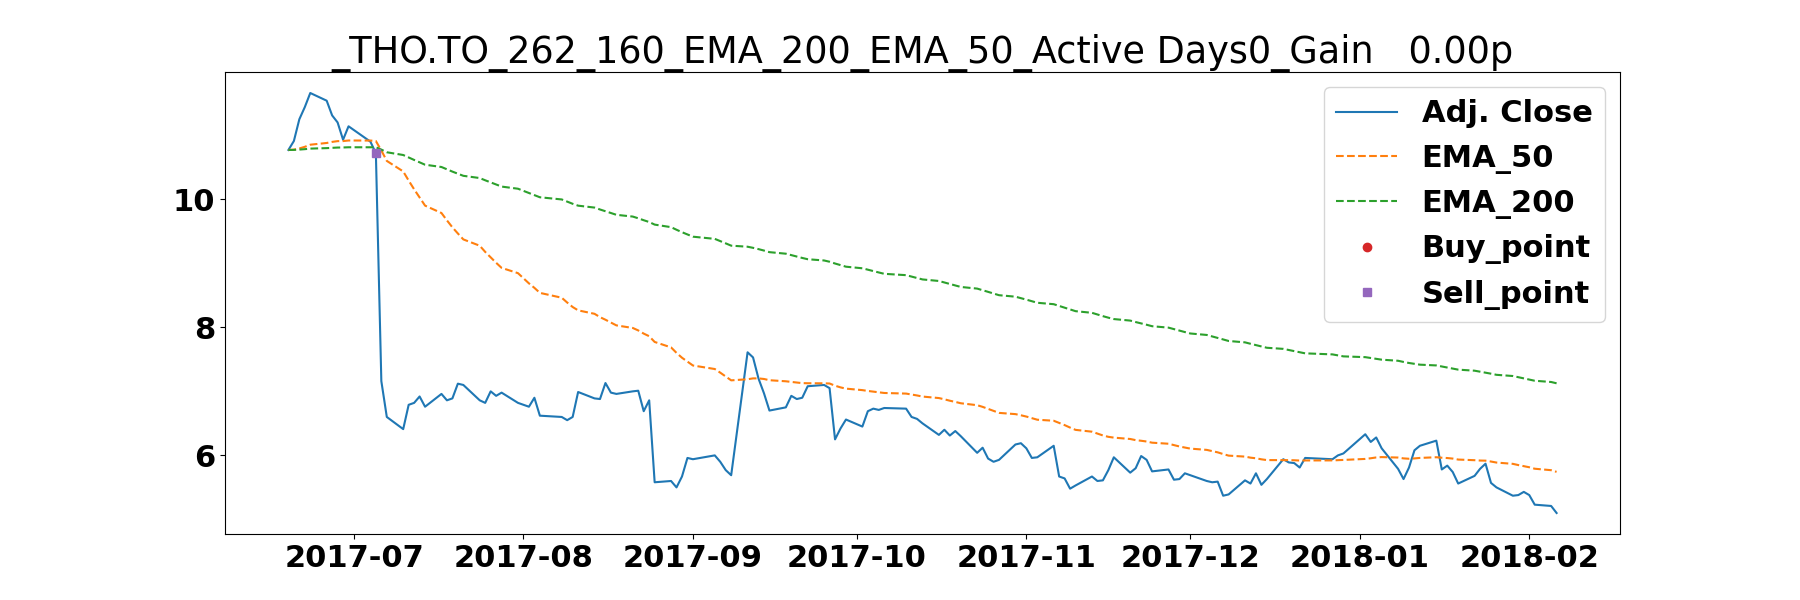 _THO.TO_262_160_EMA_200_EMA_50_Active Days0_Gain   0.00p
Adj. Close
EMA_50
EMA_200
Buy_point
Sell_point
10
8
6
2017-07 2017-08 2017-09 2017-10 2017-11 2017-12 2018-01 2018-02